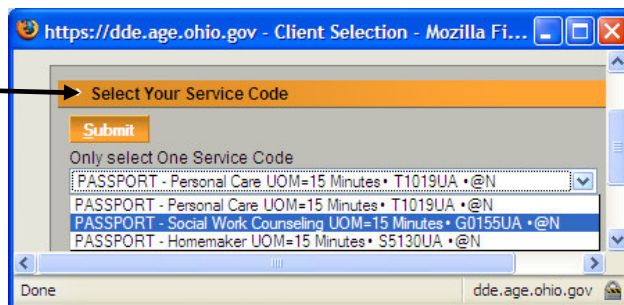 https://dde.age.ohio.gov - Client Selection - Mozilla Fi...
Select Your Service Code
Submit
Only select One Service Code
PASSPORT - Personal Care UOM=15 Minutes• T1019UA •@N
PASSPORT - Personal Care UOM=15 Minutes• T1019UA •@N
PASSPORT - Social Work Counseling UOM=15 Minutes• G0155UA •@N
PASSPORT - Homemaker UOM=15 Minutes• S5130UA •@N
Done dde.age.ohio.gov